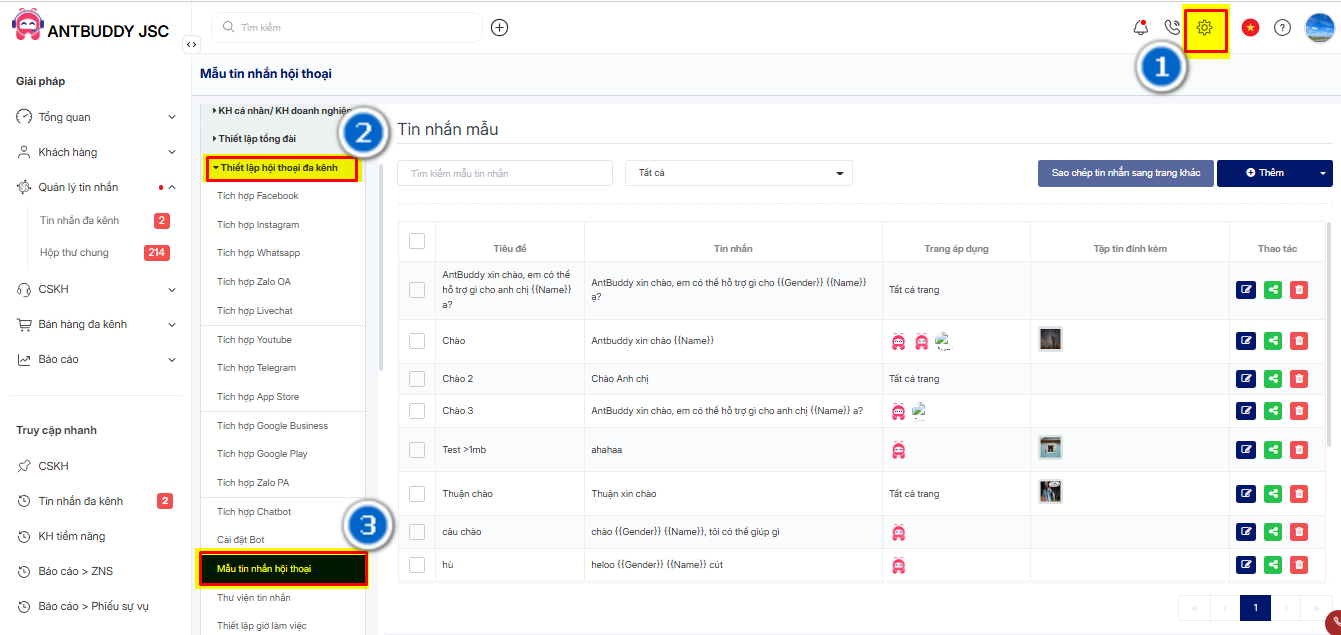 ANTBUDDY JSC
Tìm kiếm
1
Giải pháp
Tổng quan
Khách hàng
Quản lý tin nhắn
Tin nhắn đa kênh 2
Hộp thư chung 214
CSKH
Bán hàng đa kênh
Báo cáo
Truy cập nhanh
CSKH
Tin nhắn đa kênh 2
KH tiềm năng
Báo cáo > ZNS
Báo cáo > Phiếu sự vụ
Mẫu tin nhắn hội thoại
KH cá nhân/ KH doanh nghiệp
2
Thiết lập tổng đài
Thiết lập hội thoại đa kênh
Tích hợp Facebook
Tích hợp Instagram
Tích hợp Whatsapp
Tích hợp Zalo OA
Tích hợp Livechat
Tích hợp Youtube
Tích hợp Telegram
Tích hợp App Store
Tích hợp Google Business
Tích hợp Google Play
Tích hợp Zalo PA
Tích hợp Chatbot
3
Cài đặt Bot
Mẫu tin nhắn hội thoại
Thư viện tin nhắn
Thiết lập giờ làm việc
Tin nhắn mẫu
Tìm kiếm mẫu tin nhắn Tất cả Sao chép tin nhắn sang trang khác Thêm
Tiêu đề Tin nhắn Trang áp dụng Tập tin đính kèm Thao tác
AntBuddy xin chào, em có thể
hỗ trợ gì cho anh chị {{Name}}
ạ?
AntBuddy xin chào, em có thể hỗ trợ gì cho {{Gender}} {{Name}}
ạ?
Tất cả trang
Chào Antbuddy xin chào {{Name}}
Chào 2 Chào Anh chị Tất cả trang
Chào 3 AntBuddy xin chào, em có thể hỗ trợ gì cho anh chị {{Name}} ạ?
Test >1mb ahahaa
Thuận chào Thuận xin chào Tất cả trang
câu chào chào {{Gender}} {{Name}}, tôi có thể giúp gì
hù heloo {{Gender}} {{Name}} cút
« ‹ 1 › »